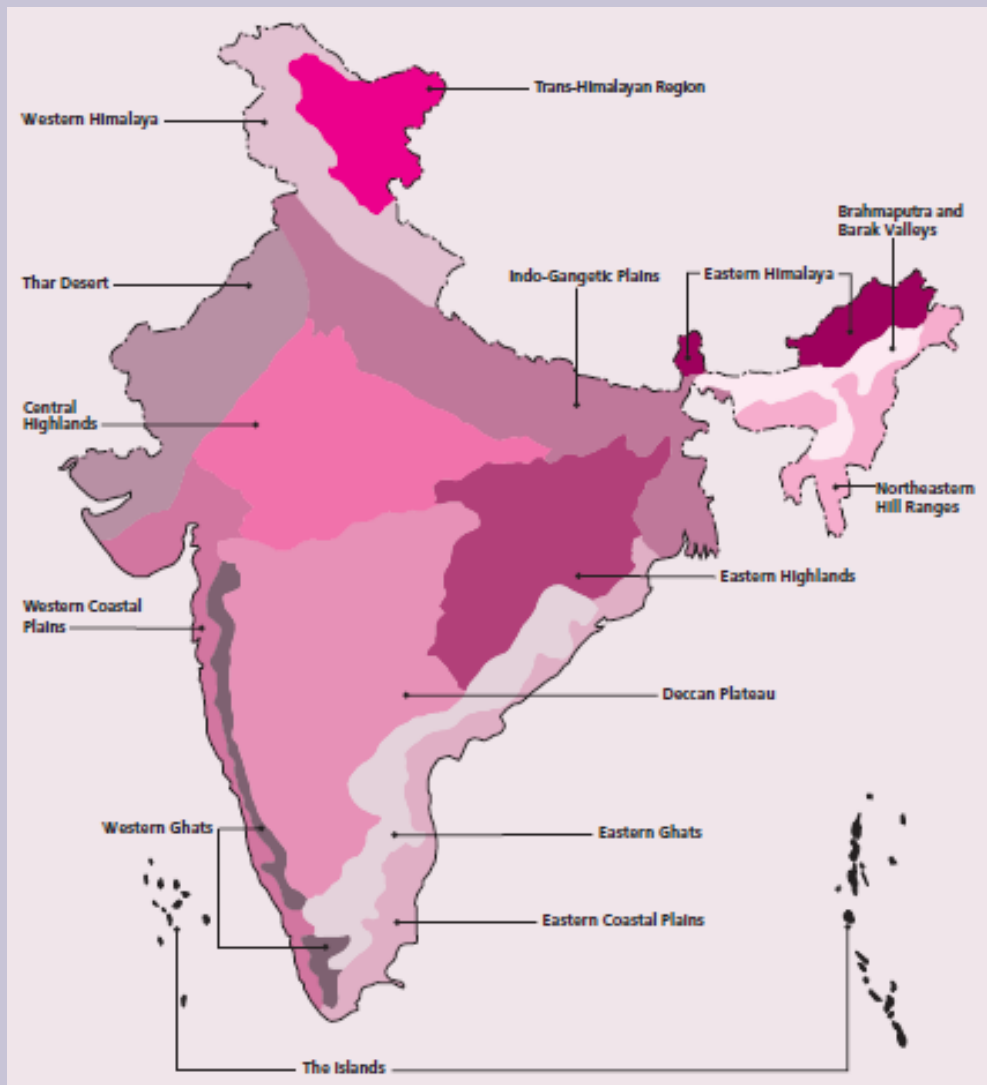 Trans-Himalayan Region
Western Himalaya
Brahmaputra and
Barak Valleys
Thar Desert
Indo-Gangetic Plains
Eastern Himalaya
Central
Highlands
Northeastern
Hill Ranges
Eastern Highlands
Western Coastal
Plains
Deccan Plateau
Western Ghats
Eastern Ghats
Eastern Coastal Plains
The Islands